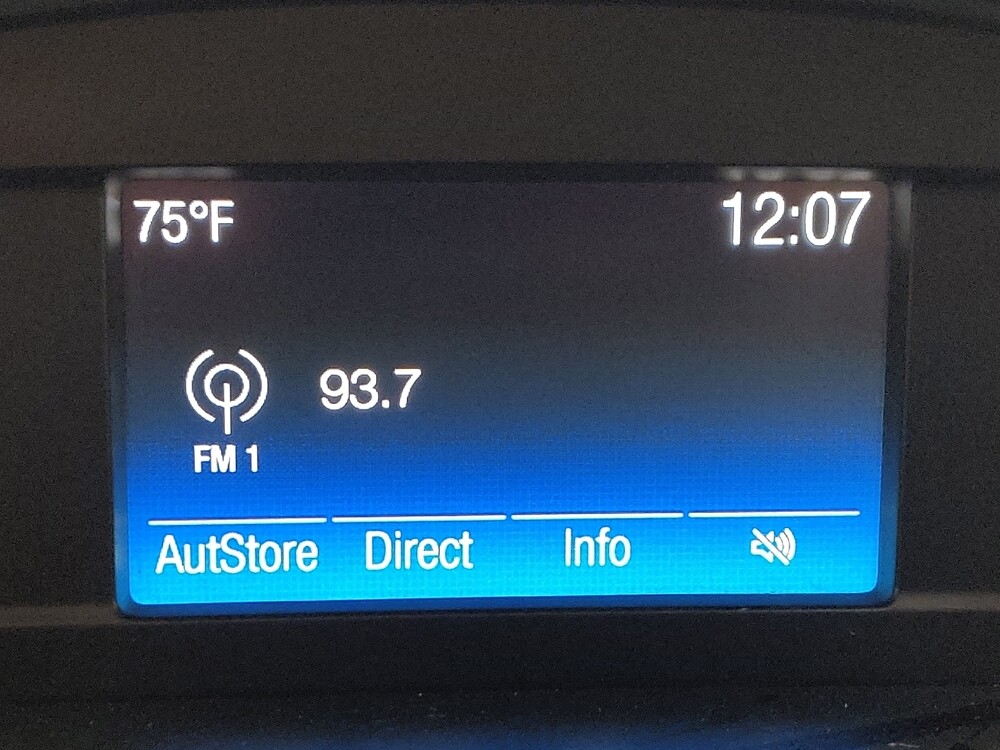 75°F 12:07
93.7
FM 1
AutStore Direct Info